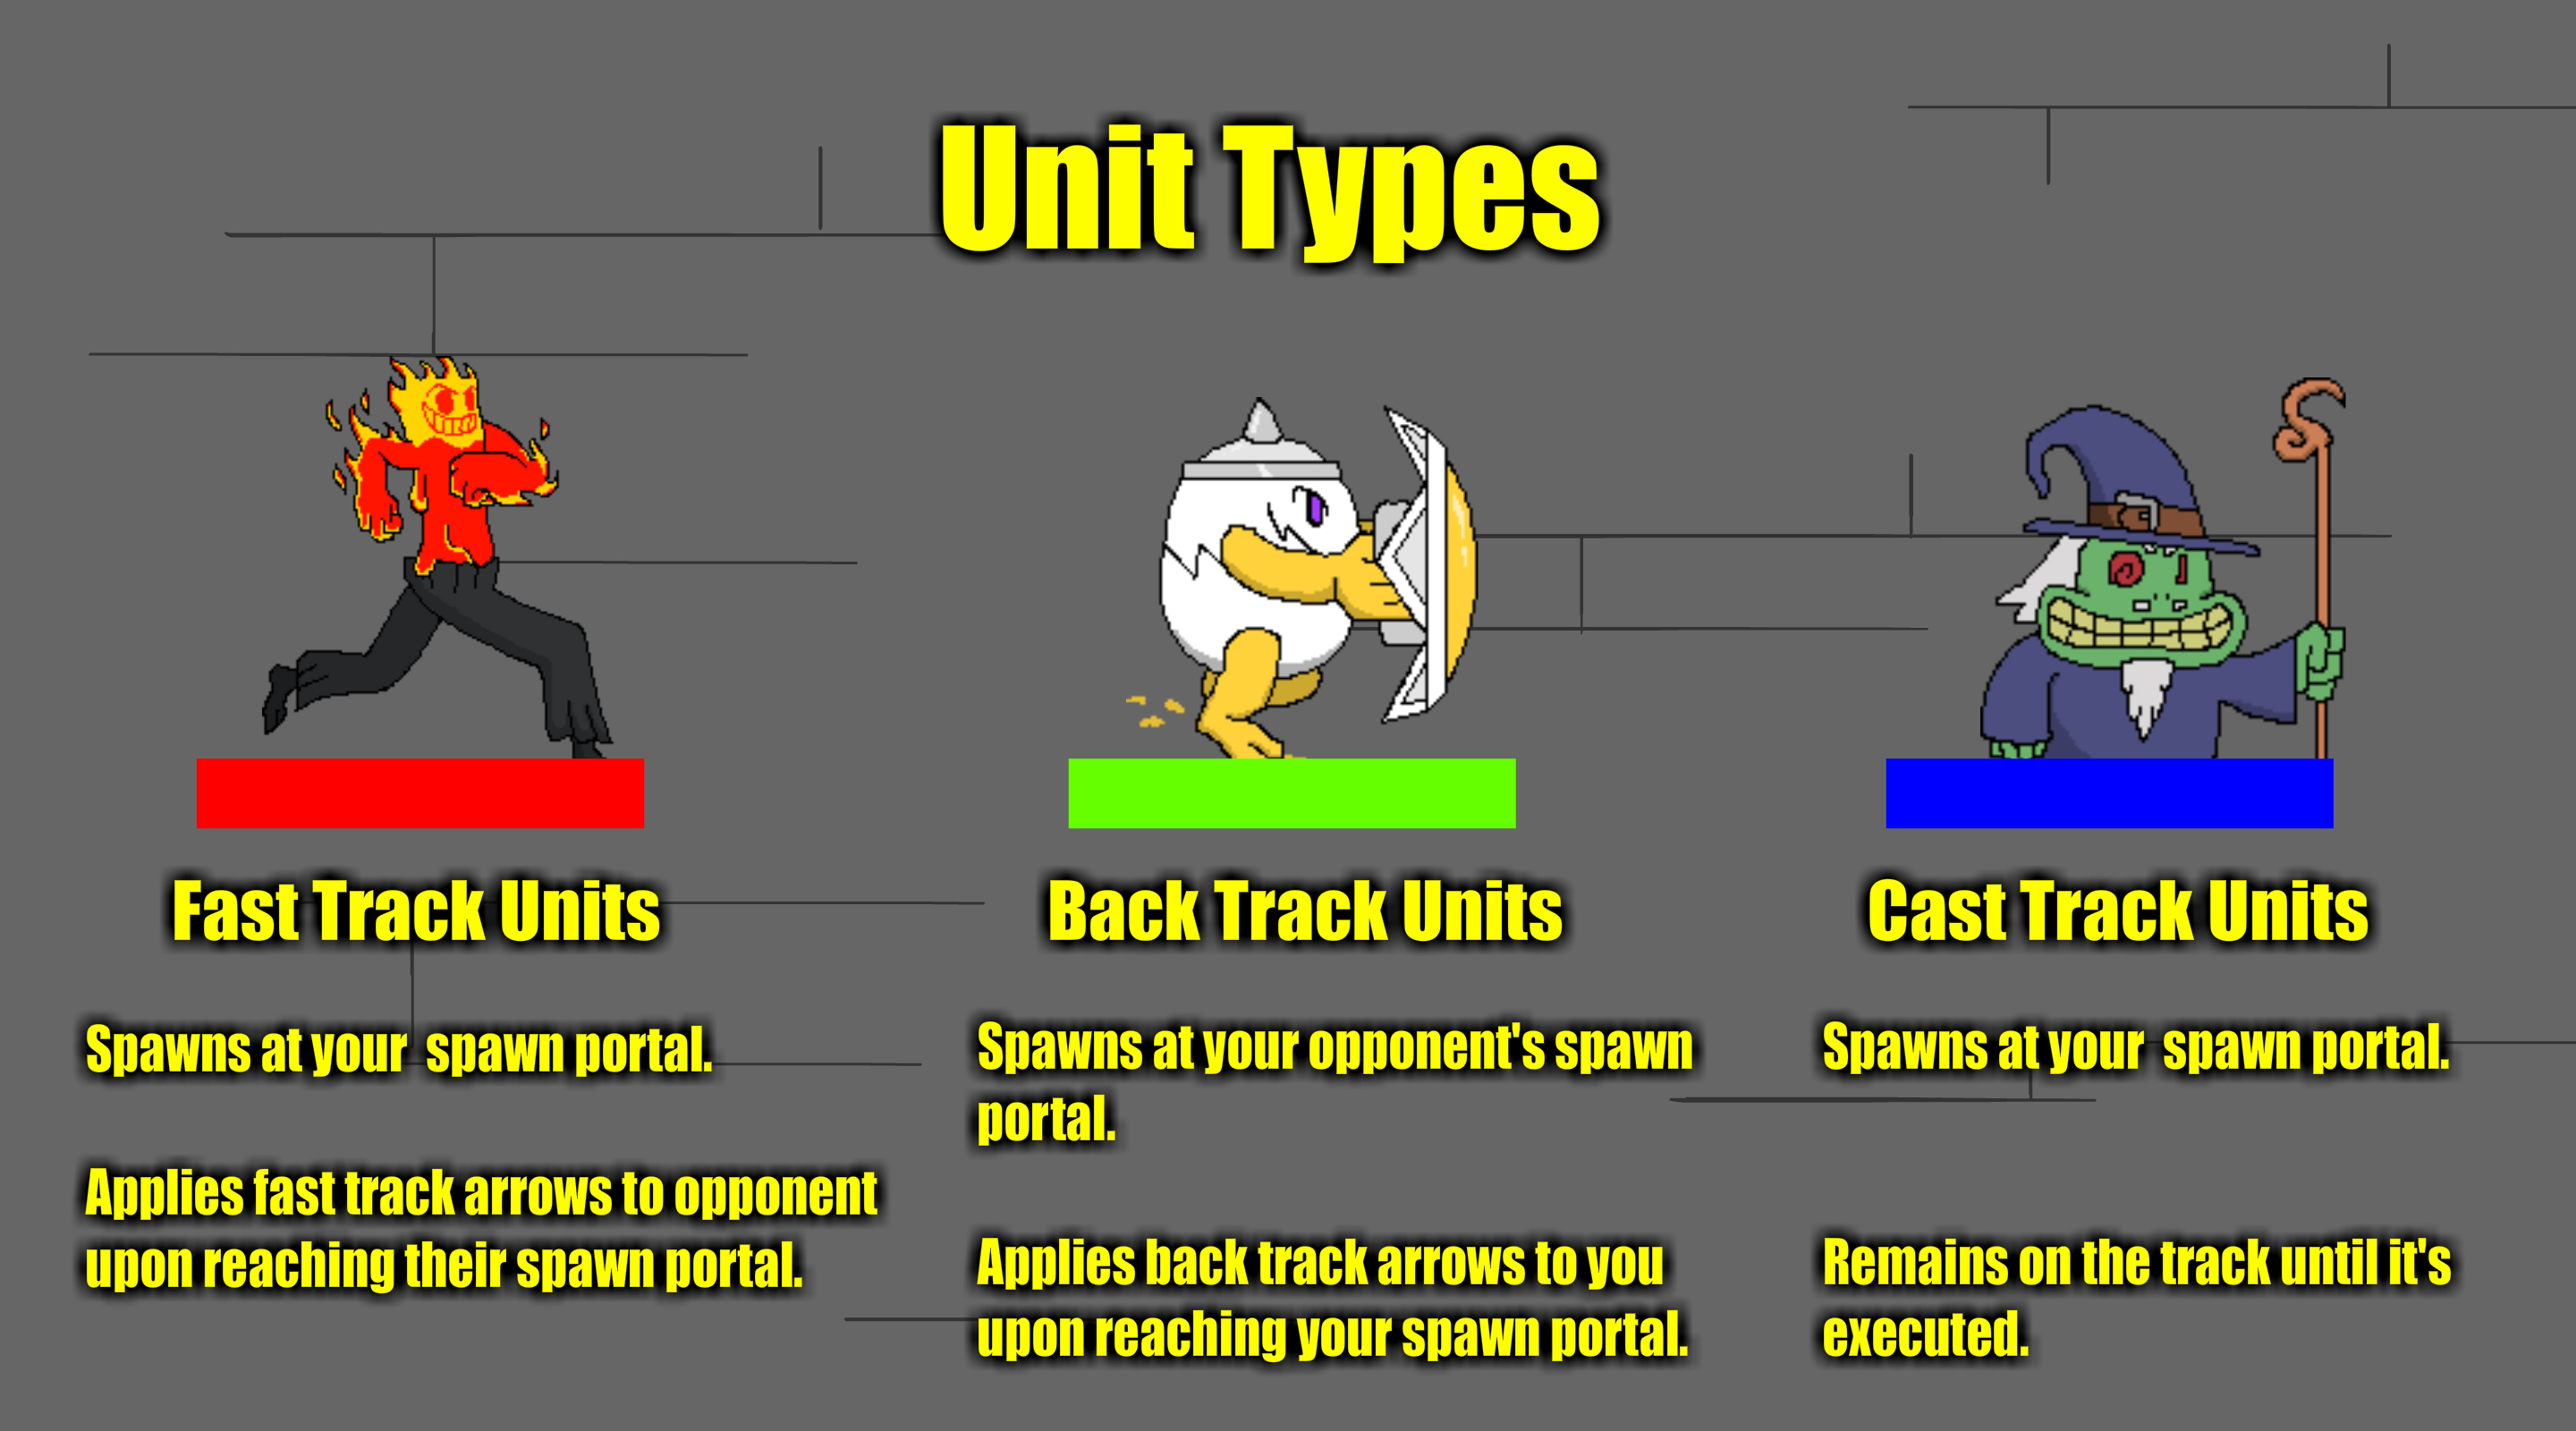 Unit Types
Fast Track Units
Spawns at your  spawn portal.
Applies fast track arrows to opponent
upon reaching their spawn portal.
Back Track Units
Spawns at your opponent's spawn
portal.
Applies back track arrows to you
upon reaching your spawn portal.
Cast Track Units
Spawns at your  spawn portal.
Remains on the track until it's
executed.